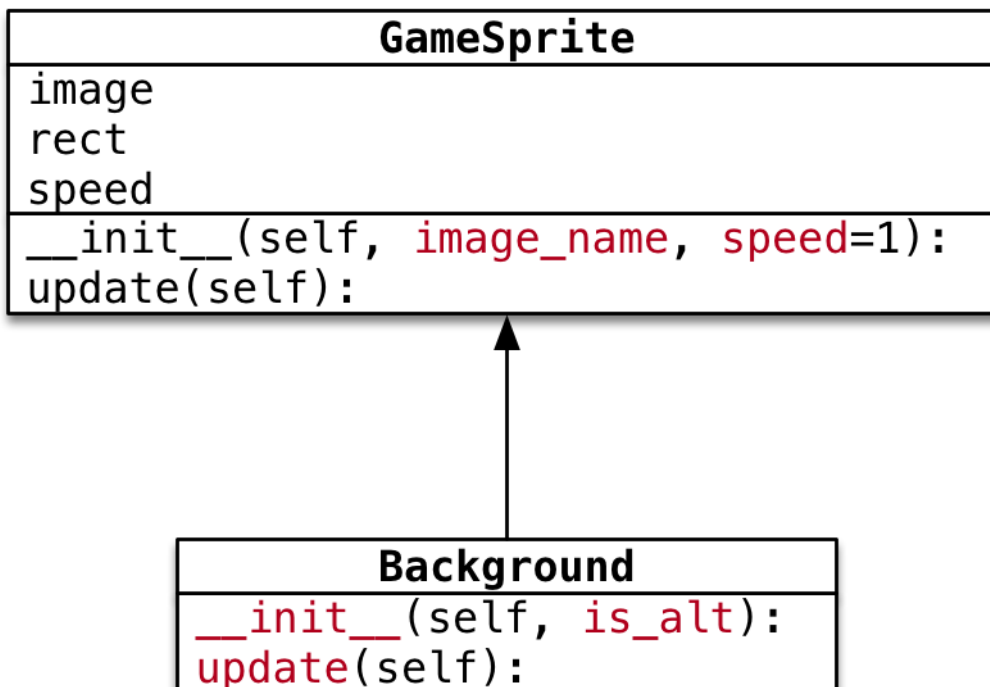 GameSprite
image
rect
speed
__init__(self, image_name, speed=1):
update(self):
Background
__init__(self, is_alt):
update(self):